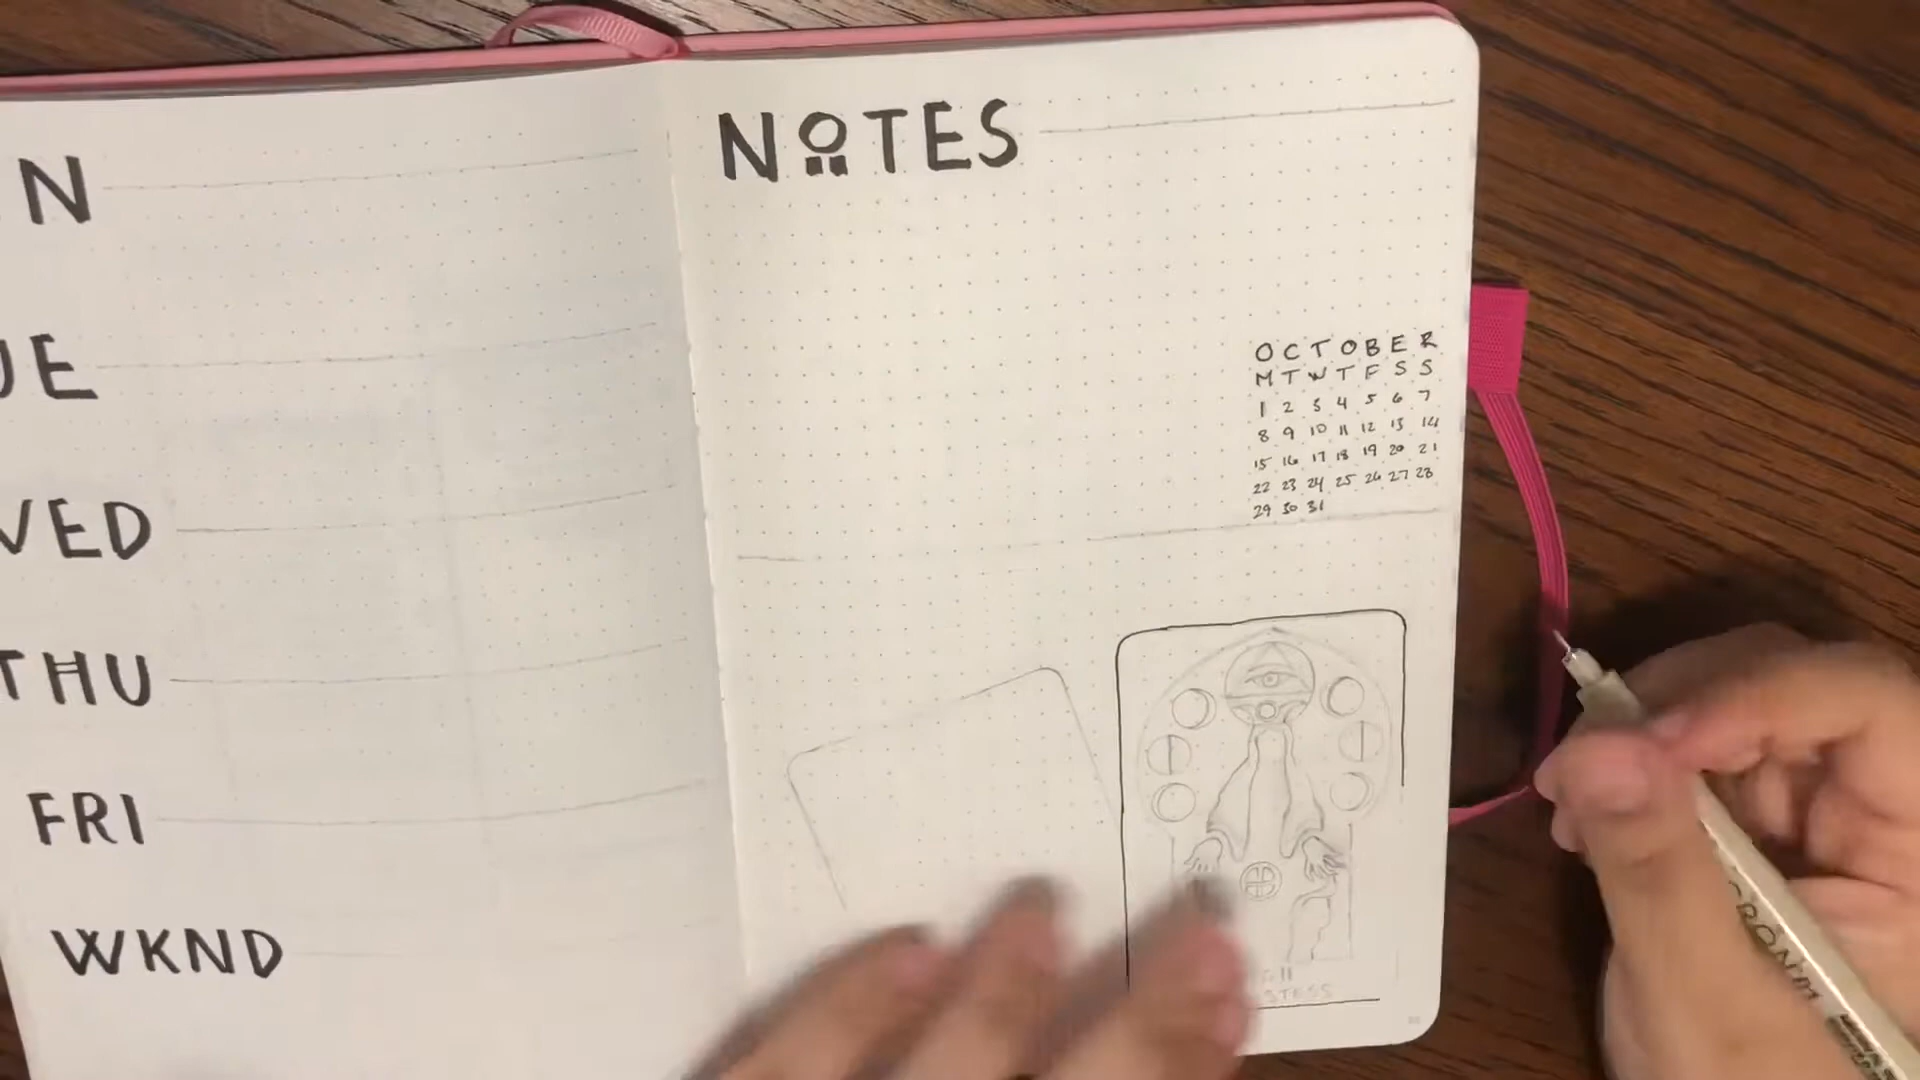 N
UE
WED
THU
FRI
WKND
NOTES
OCTOBER
M T W T F S S
1 2 3 4 5 6 7
8 9 10 11 12 13 14
15 16 17 18 19 20 21
22 23 24 25 26 27 28
29 30 31